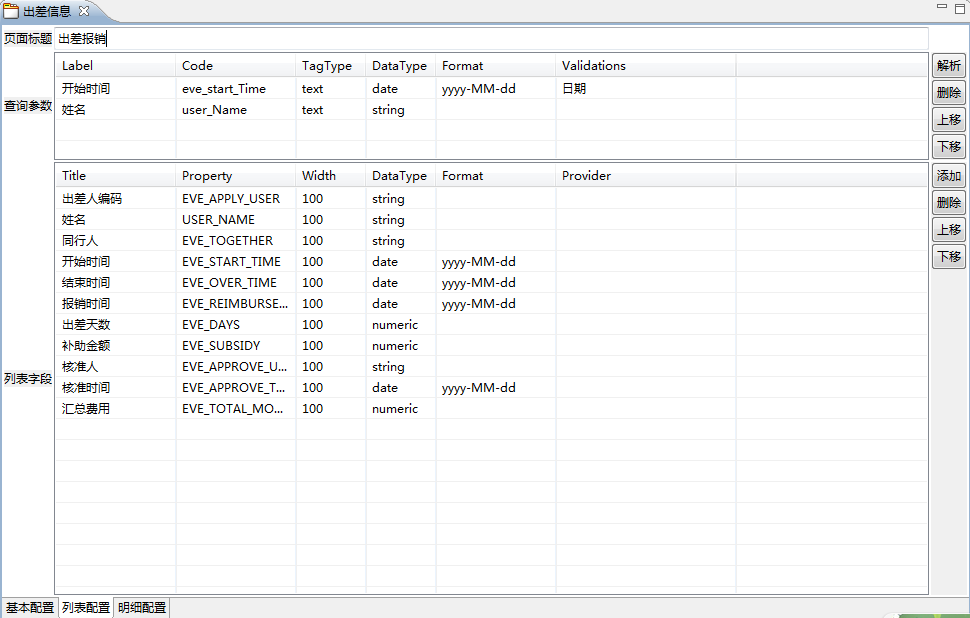 出差信息
页面标题 出差报销
查询参数
Label Code TagType DataType Format Validations
开始时间 eve_start_Time text date yyyy-MM-dd 日期
姓名 user_Name text string
解析
删除
上移
下移
列表字段
Title Property Width DataType Format Provider
出差人编码 EVE_APPLY_USER 100 string
姓名 USER_NAME 100 string
同行人 EVE_TOGETHER 100 string
开始时间 EVE_START_TIME 100 date yyyy-MM-dd
结束时间 EVE_OVER_TIME 100 date yyyy-MM-dd
报销时间 EVE_REIMBURSE... 100 date yyyy-MM-dd
出差天数 EVE_DAYS 100 numeric
补助金额 EVE_SUBSIDY 100 numeric
核准人 EVE_APPROVE_U... 100 string
核准时间 EVE_APPROVE_T... 100 date yyyy-MM-dd
汇总费用 EVE_TOTAL_MO... 100 numeric
添加
删除
上移
下移
基本配置 列表配置 明细配置